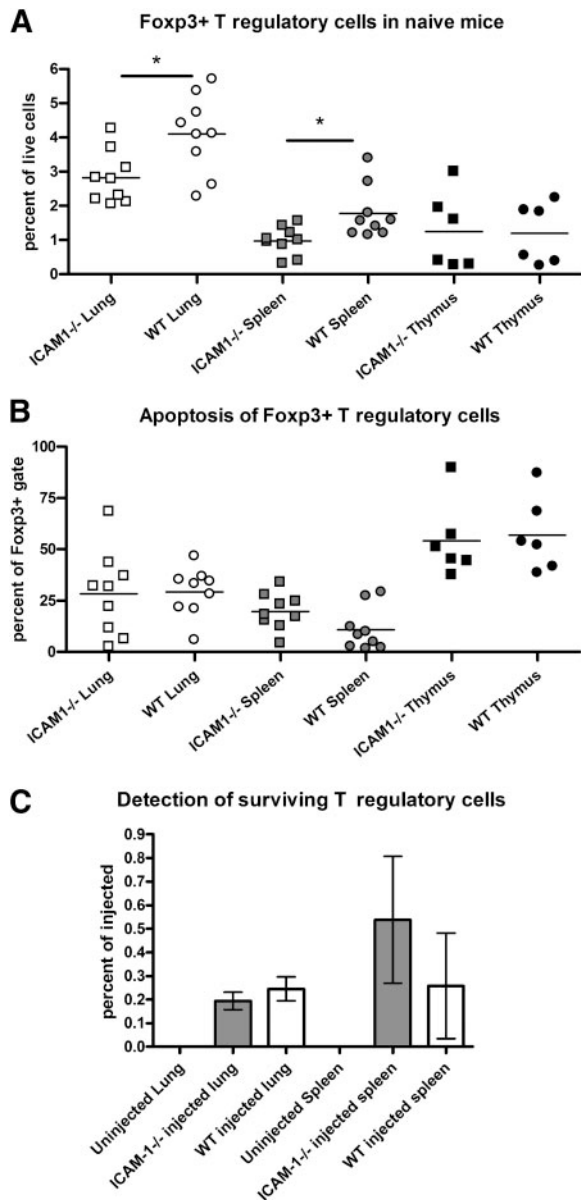 A
Foxp3+ T regulatory cells in naive mice
percent of live cells
6
5
4
3
2
1
0
*
*
ICAM1-/- Lung
WT Lung
ICAM1-/- Spleen
WT Spleen
ICAM1-/- Thymus
WT Thymus
B
Apoptosis of Foxp3+ T regulatory cells
percent of Foxp3+ gate
100
75
50
25
0
ICAM1-/- Lung
WT Lung
ICAM1-/- Spleen
WT Spleen
ICAM1-/- Thymus
WT Thymus
C
Detection of surviving T regulatory cells
percent of injected
0.9
0.8
0.7
0.6
0.5
0.4
0.3
0.2
0.1
0.0
Uninjected Lung
ICAM-1-/- injected lung
WT injected lung
Uninjected Spleen
ICAM-1-/- injected spleen
WT injected spleen